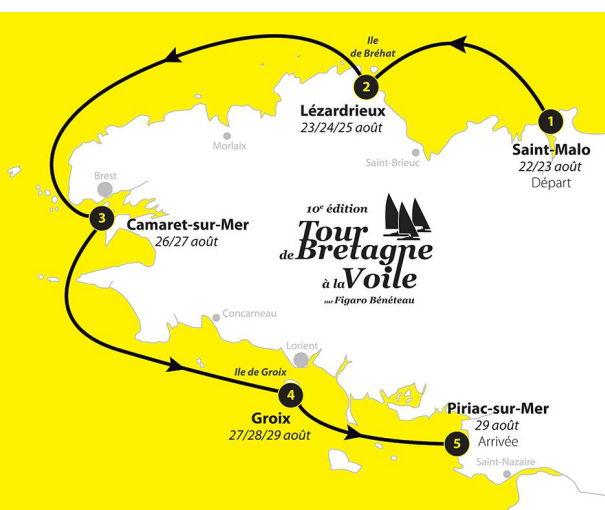 Ile
de Bréhat
2
1
Lézardrieux
23/24/25 août
Morlaix
Saint-Brieuc
Saint-Malo
22/23 août
Départ
Brest
3
Camaret-sur-Mer
26/27 août
10e édition
Tour
de Bretagne
à la Voile
sur Figaro Bénéteau
Concarneau
Lorient
Ile de Groix
4
Groix
27/28/29 août
Piriac-sur-Mer
29 août
Arrivée
5
Saint-Nazaire